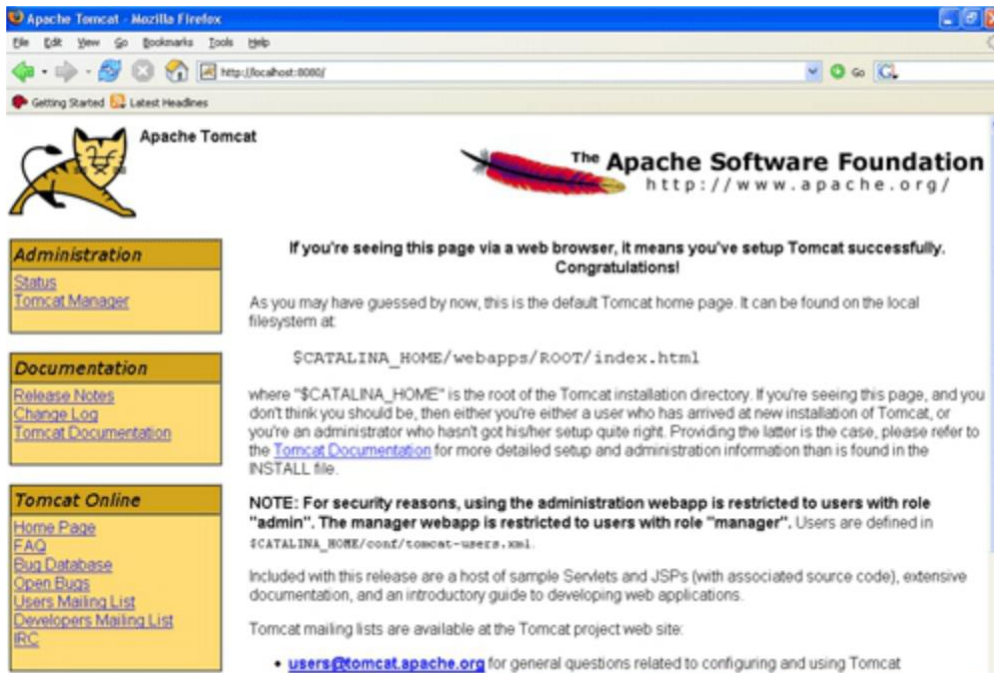 Apache Tomcat - Mozilla Firefox
File Edit View Go Bookmarks Tools Help
http://localhost:8080/
Go
Getting Started Latest Headlines
Apache Tomcat
The Apache Software Foundation
http://www.apache.org/
Administration
Status
Tomcat Manager
Documentation
Release Notes
Change Log
Tomcat Documentation
Tomcat Online
Home Page
FAQ
Bug Database
Open Bugs
Users Mailing List
Developers Mailing List
IRC
If you're seeing this page via a web browser, it means you've setup Tomcat successfully.
Congratulations!
As you may have guessed by now, this is the default Tomcat home page. It can be found on the local
filesystem at:
$CATALINA_HOME/webapps/ROOT/index.html
where "$CATALINA_HOME" is the root of the Tomcat installation directory. If you're seeing this page, and you
don't think you should be, then either you're either a user who has arrived at new installation of Tomcat, or
you're an administrator who hasn't got his/her setup quite right. Providing the latter is the case, please refer to
the Tomcat Documentation for more detailed setup and administration information than is found in the
INSTALL file.
NOTE: For security reasons, using the administration webapp is restricted to users with role
"admin". The manager webapp is restricted to users with role "manager". Users are defined in
$CATALINA_HOME/conf/tomcat-users.xml.
Included with this release are a host of sample Servlets and JSPs (with associated source code), extensive
documentation, and an introductory guide to developing web applications.
Tomcat mailing lists are available at the Tomcat project web site:
• users@tomcat.apache.org for general questions related to configuring and using Tomcat